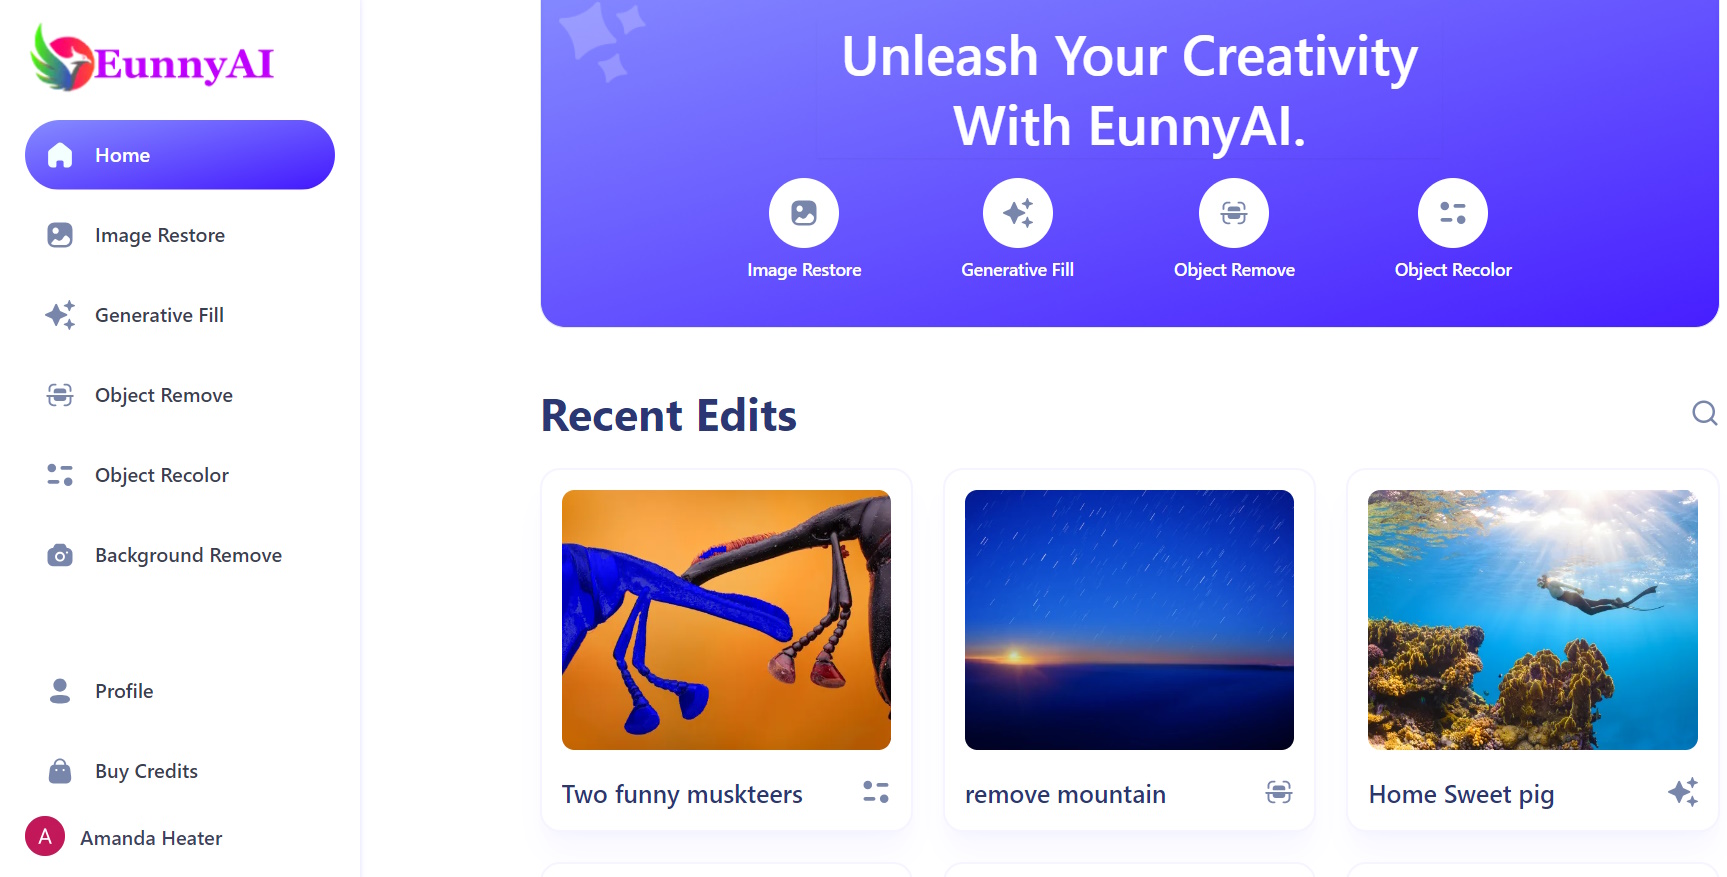 EunnyAI
Home
Image Restore
Generative Fill
Object Remove
Object Recolor
Background Remove
Profile
Buy Credits
A
Amanda Heater
Unleash Your Creativity
With EunnyAI.
Image Restore
Generative Fill
Object Remove
Object Recolor
Recent Edits
Two funny muskteers
remove mountain
Home Sweet pig